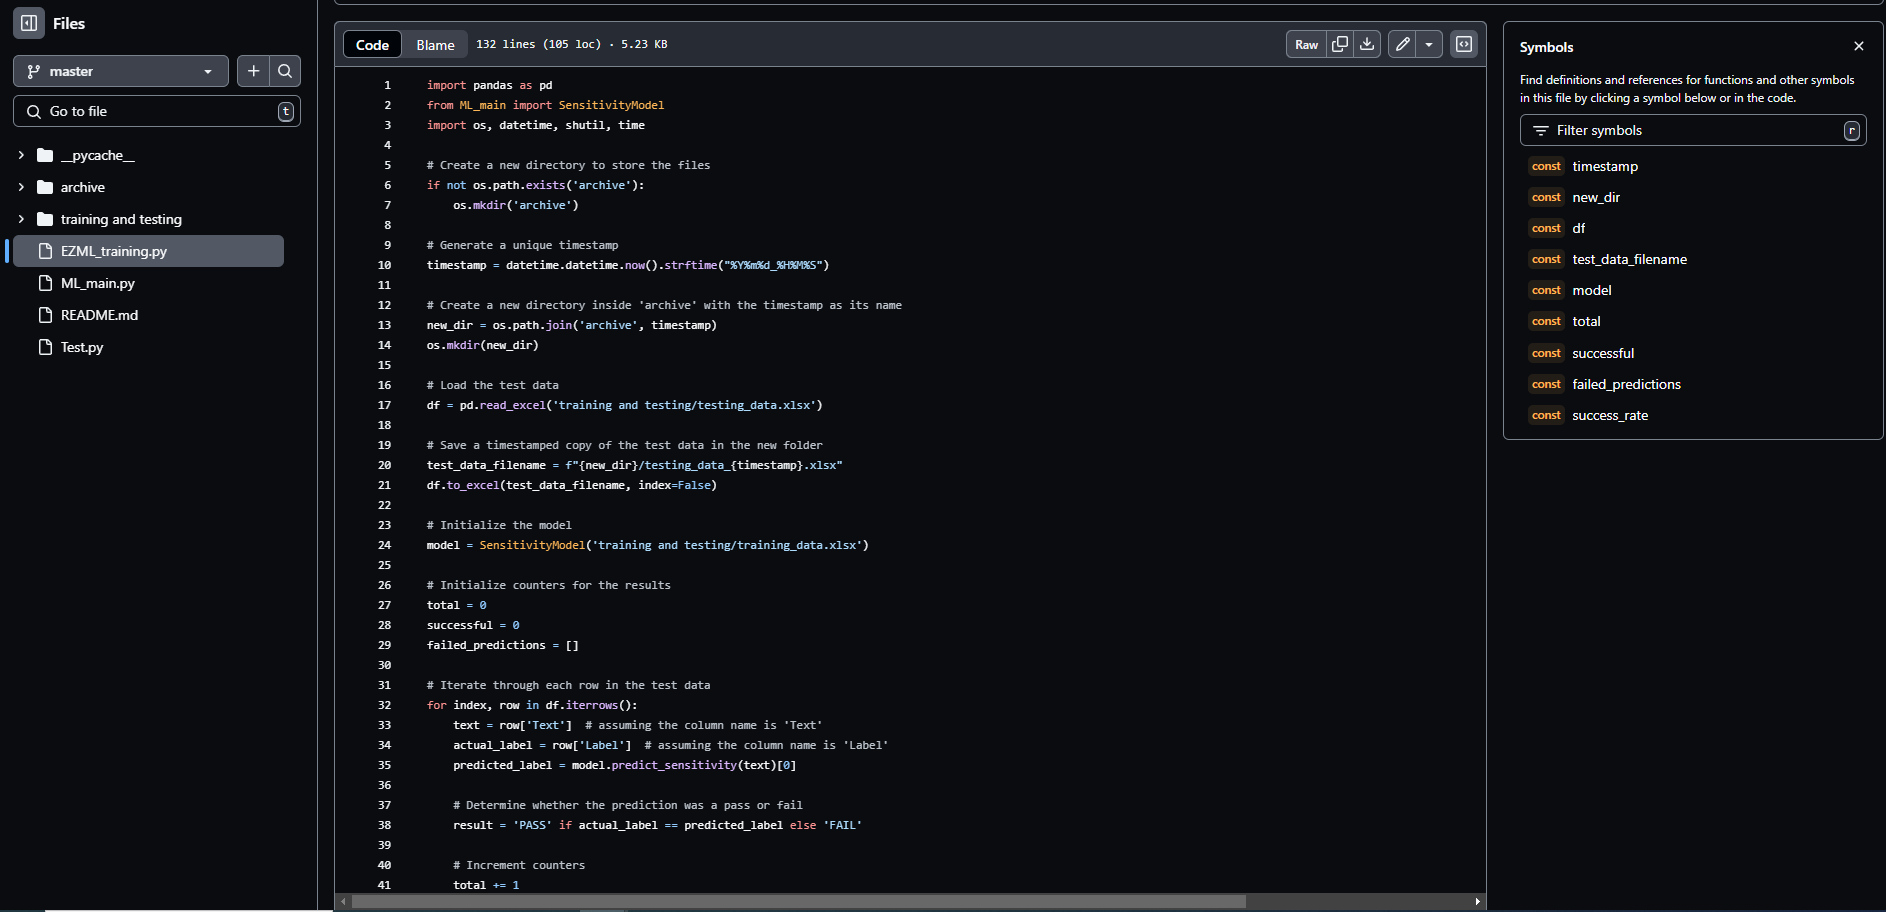 Files
master
Go to file
t
__pycache__
archive
training and testing
EZML_training.py
ML_main.py
README.md
Test.py
Code Blame 132 lines (105 loc) · 5.23 KB Raw
1 import pandas as pd
2 from ML_main import SensitivityModel
3 import os, datetime, shutil, time
4
5 # Create a new directory to store the files
6 if not os.path.exists('archive'):
7     os.mkdir('archive')
8
9 # Generate a unique timestamp
10 timestamp = datetime.datetime.now().strftime("%Y%m%d_%H%M%S")
11
12 # Create a new directory inside 'archive' with the timestamp as its name
13 new_dir = os.path.join('archive', timestamp)
14 os.mkdir(new_dir)
15
16 # Load the test data
17 df = pd.read_excel('training and testing/testing_data.xlsx')
18
19 # Save a timestamped copy of the test data in the new folder
20 test_data_filename = f"{new_dir}/testing_data_{timestamp}.xlsx"
21 df.to_excel(test_data_filename, index=False)
22
23 # Initialize the model
24 model = SensitivityModel('training and testing/training_data.xlsx')
25
26 # Initialize counters for the results
27 total = 0
28 successful = 0
29 failed_predictions = []
30
31 # Iterate through each row in the test data
32 for index, row in df.iterrows():
33     text = row['Text']  # assuming the column name is 'Text'
34     actual_label = row['Label']  # assuming the column name is 'Label'
35     predicted_label = model.predict_sensitivity(text)[0]
36
37     # Determine whether the prediction was a pass or fail
38     result = 'PASS' if actual_label == predicted_label else 'FAIL'
39
40     # Increment counters
41     total += 1
Symbols
Find definitions and references for functions and other symbols
in this file by clicking a symbol below or in the code.
Filter symbols
r
const timestamp
const new_dir
const df
const test_data_filename
const model
const total
const successful
const failed_predictions
const success_rate